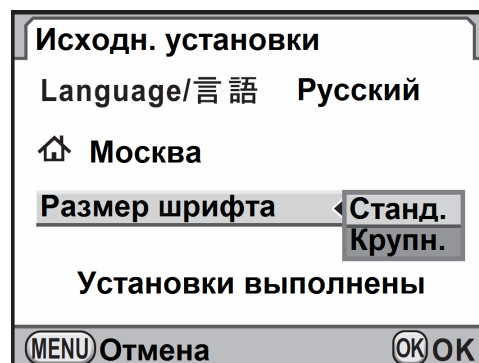 Исходн. установки
Language/言語 Русский
Москва
Размер шрифта Станд.
Крупн.
Установки выполнены
MENU Отмена OK OK